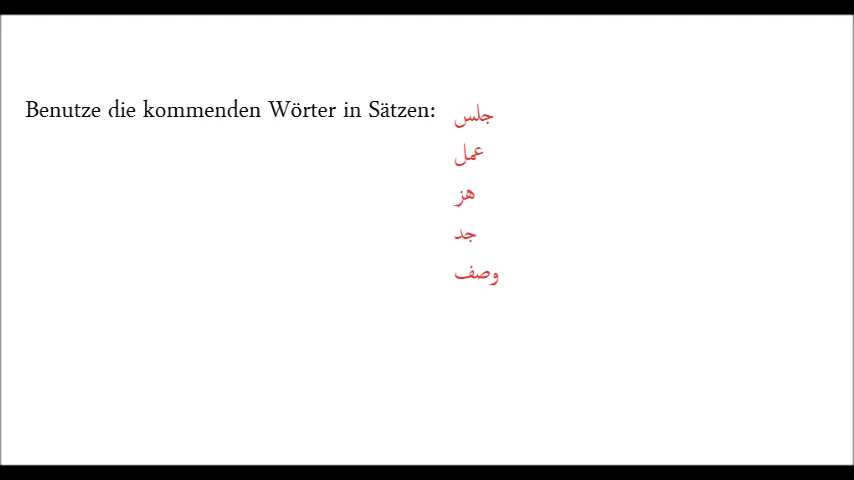 Benutze die kommenden Wörter in Sätzen: جلس
عمل
هز
جد
وصف